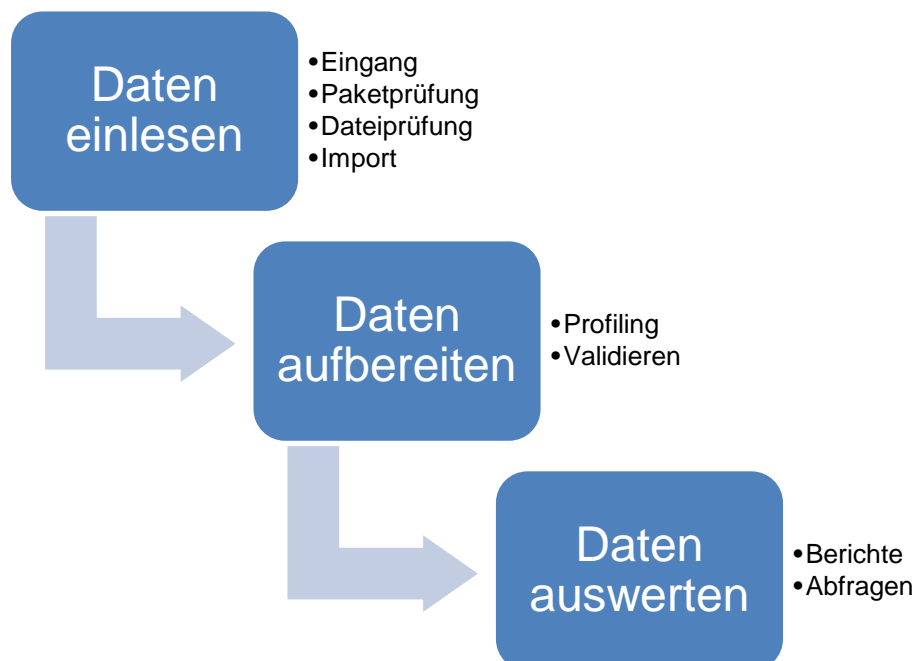 Daten
einlesen
•Eingang
•Paketprüfung
•Dateiprüfung
•Import
Daten
aufbereiten
•Profiling
•Validieren
Daten
auswerten
•Berichte
•Abfragen